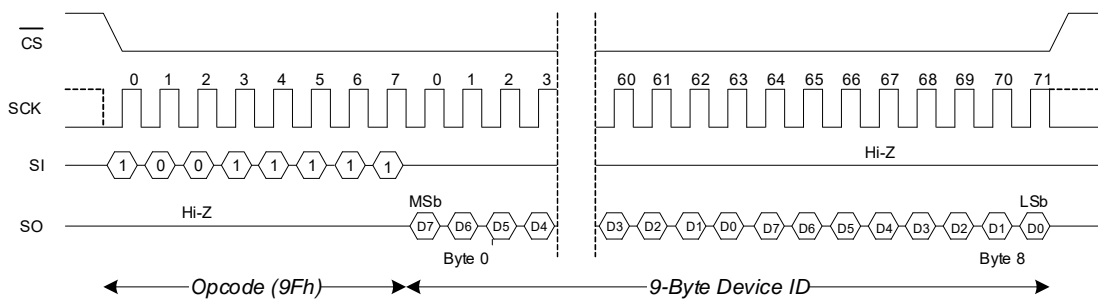 CS
0 1 2 3 4 5 6 7 0 1 2 3 60 61 62 63 64 65 66 67 68 69 70 71
SCK
Hi-Z
SI 1 0 0 1 1 1 1 1
Hi-Z MSb LSb
SO D7 D6 D5 D4 D3 D2 D1 D0 D7 D6 D5 D4 D3 D2 D1 D0
Byte 0 Byte 8
Opcode (9Fh) 9-Byte Device ID